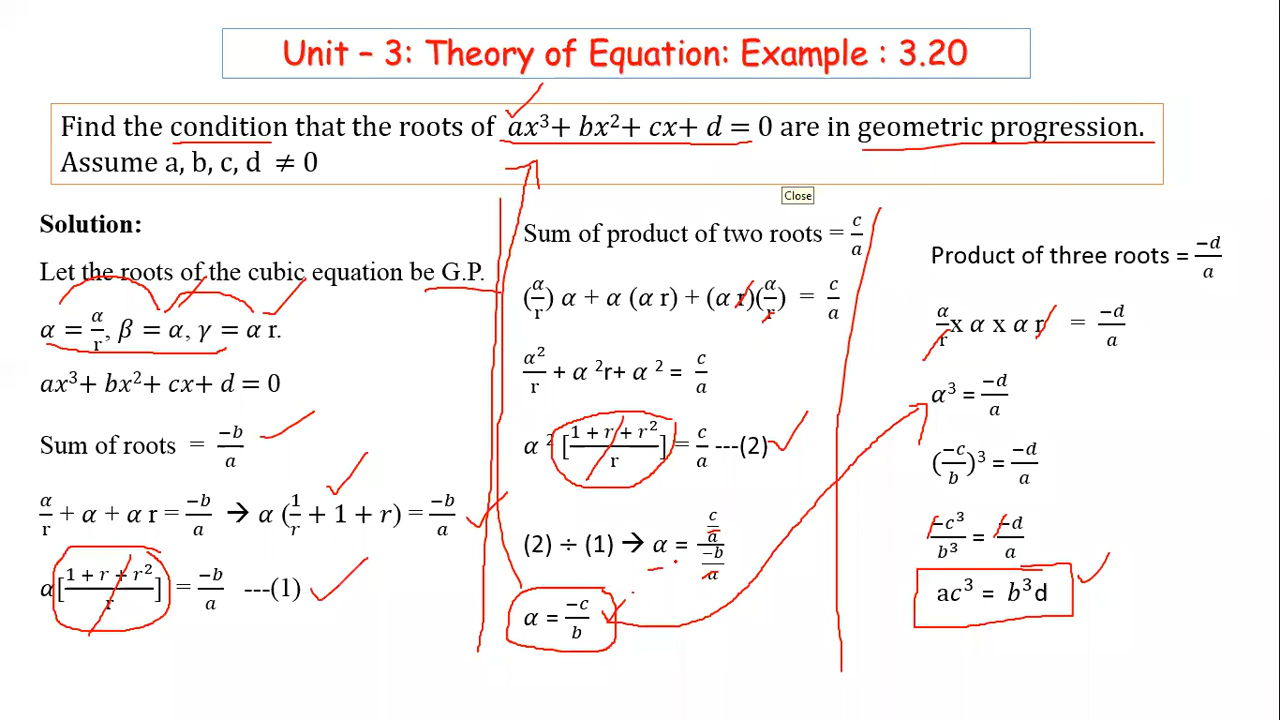 Unit – 3: Theory of Equation: Example : 3.20
Find the condition that the roots of ax³+ bx²+ cx+ d = 0 are in geometric progression.
Assume a, b, c, d ≠ 0
Close
Solution:
Let the roots of the cubic equation be G.P.
α = α/r, β = α, γ = α r.
ax³+ bx²+ cx+ d = 0
Sum of roots = -b/a
α/r + α + α r = -b/a → α (1/r + 1 + r) = -b/a
α[(1 + r + r²)/r] = -b/a ---(1)
Sum of product of two roots = c/a
(α/r) α + α (α r) + (α r)(α/r) = c/a
α²/r + α ²r+ α ² = c/a
α ² [(1 + r + r²)/r] = c/a ---(2)
(2) ÷ (1) → α = (c/a)/(-b/a)
α = -c/b
Product of three roots = -d/a
α/r x α x α r = -d/a
α³ = -d/a
(-c/b)³ = -d/a
-c³/b³ = -d/a
ac³ = b³d